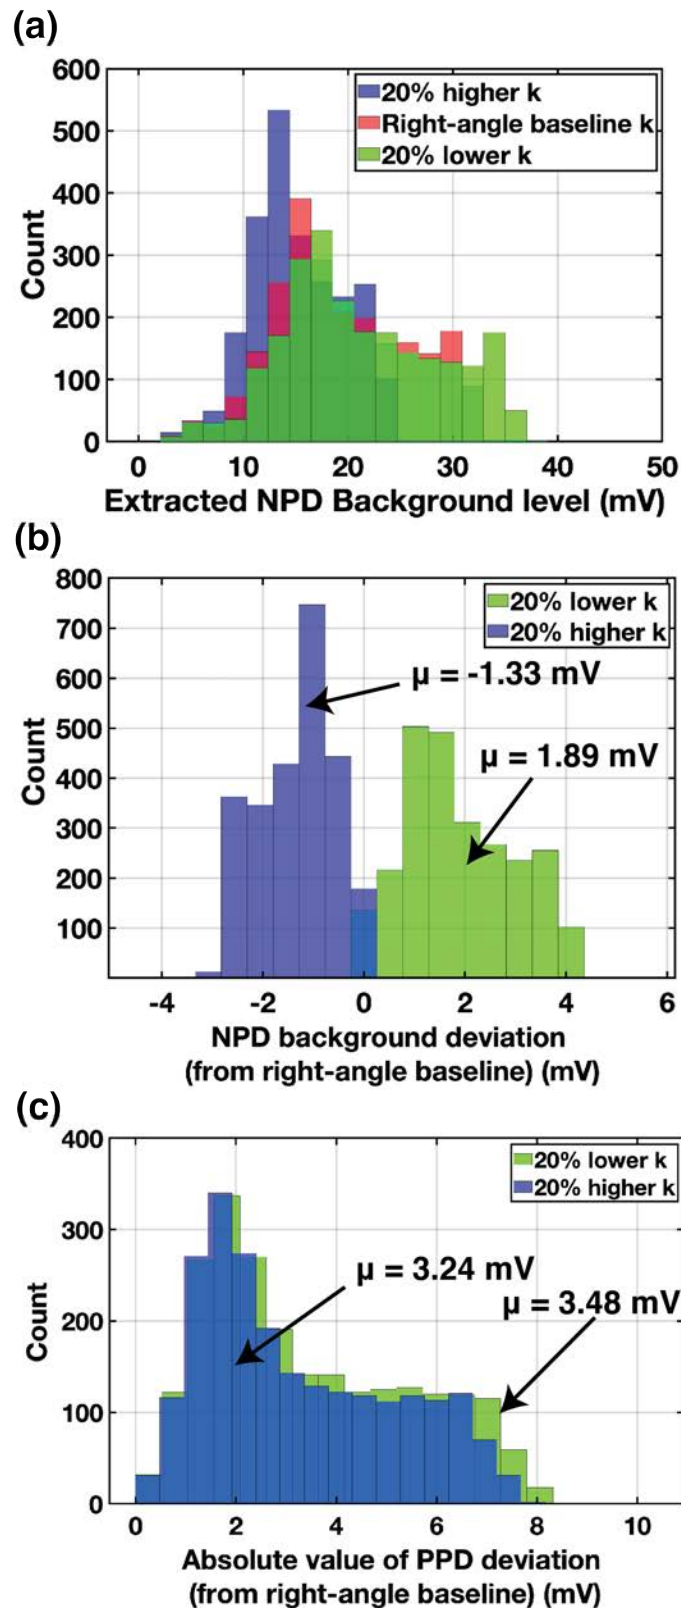 (a)
600
500
400
300
200
100
0
Count
20% higher k
Right-angle baseline k
20% lower k
0 10 20 30 40 50
Extracted NPD Background level (mV)
(b)
800
700
600
500
400
300
200
100
Count
20% lower k
20% higher k
μ = -1.33 mV
μ = 1.89 mV
-4 -2 0 2 4 6
NPD background deviation
(from right-angle baseline) (mV)
(c)
400
300
200
100
0
Count
20% lower k
20% higher k
μ = 3.24 mV
μ = 3.48 mV
0 2 4 6 8 10
Absolute value of PPD deviation
(from right-angle baseline) (mV)